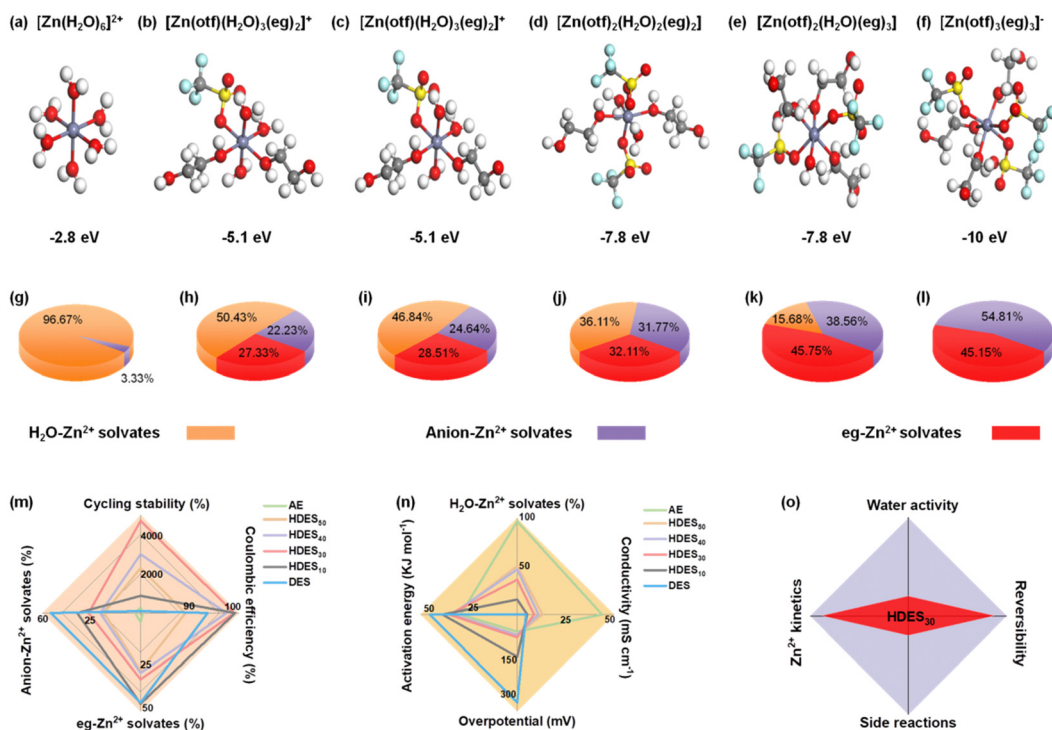 (a) [Zn(H₂O)₆]²⁺
(b) [Zn(otf)(H₂O)₃(eg)₂]⁺
(c) [Zn(otf)(H₂O)₃(eg)₂]⁺
(d) [Zn(otf)₂(H₂O)₂(eg)₂]
(e) [Zn(otf)₂(H₂O)(eg)₃]
(f) [Zn(otf)₃(eg)₃]⁻
-2.8 eV
-5.1 eV
-5.1 eV
-7.8 eV
-7.8 eV
-10 eV
(g)
96.67%
3.33%
(h)
50.43%
22.23%
27.33%
(i)
46.84%
24.64%
28.51%
(j)
36.11%
31.77%
32.11%
(k)
15.68%
38.56%
45.75%
(l)
54.81%
45.15%
H₂O-Zn²⁺ solvates
Anion-Zn²⁺ solvates
eg-Zn²⁺ solvates
(m)
Cycling stability (%)
AE
HDES₅₀
HDES₄₀
HDES₃₀
HDES₁₀
DES
4000
2000
90
100
60
25
25
50
Anion-Zn²⁺ solvates (%)
Coulombic efficiency (%)
eg-Zn²⁺ solvates (%)
(n)
H₂O-Zn²⁺ solvates (%)
AE
HDES₅₀
HDES₄₀
HDES₃₀
HDES₁₀
DES
100
50
50
25
25
50
150
300
Activation energy (KJ mol⁻¹)
Conductivity (mS cm⁻¹)
Overpotential (mV)
(o)
Water activity
Zn²⁺ kinetics
HDES₃₀
Reversibility
Side reactions